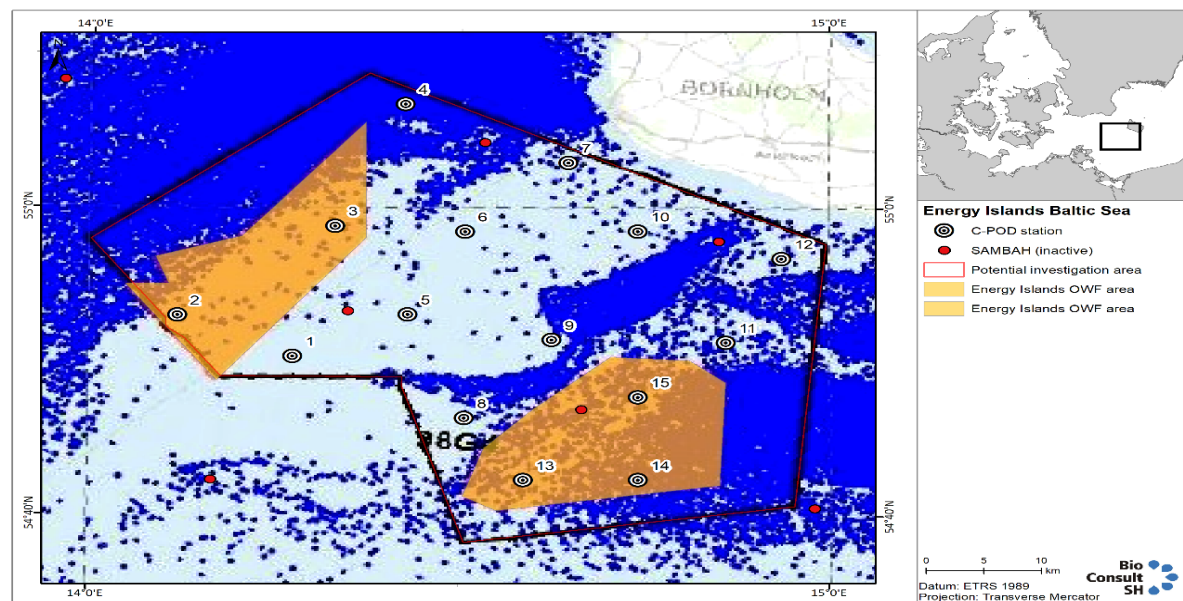 14°0'E
15°0'E
4
BORNHOLM
7
55°0'N
55°0'N
3
6
10
12
2
5
9
11
1
15
8
38G4
13
14
54°40'N
54°40'N
14°0'E
15°0'E
Energy Islands Baltic Sea
C-POD station
SAMBAH (inactive)
Potential investigation area
Energy Islands OWF area
Energy Islands OWF area
0 5 10
km
Datum: ETRS 1989
Projection: Transverse Mercator
Bio
Consult
SH